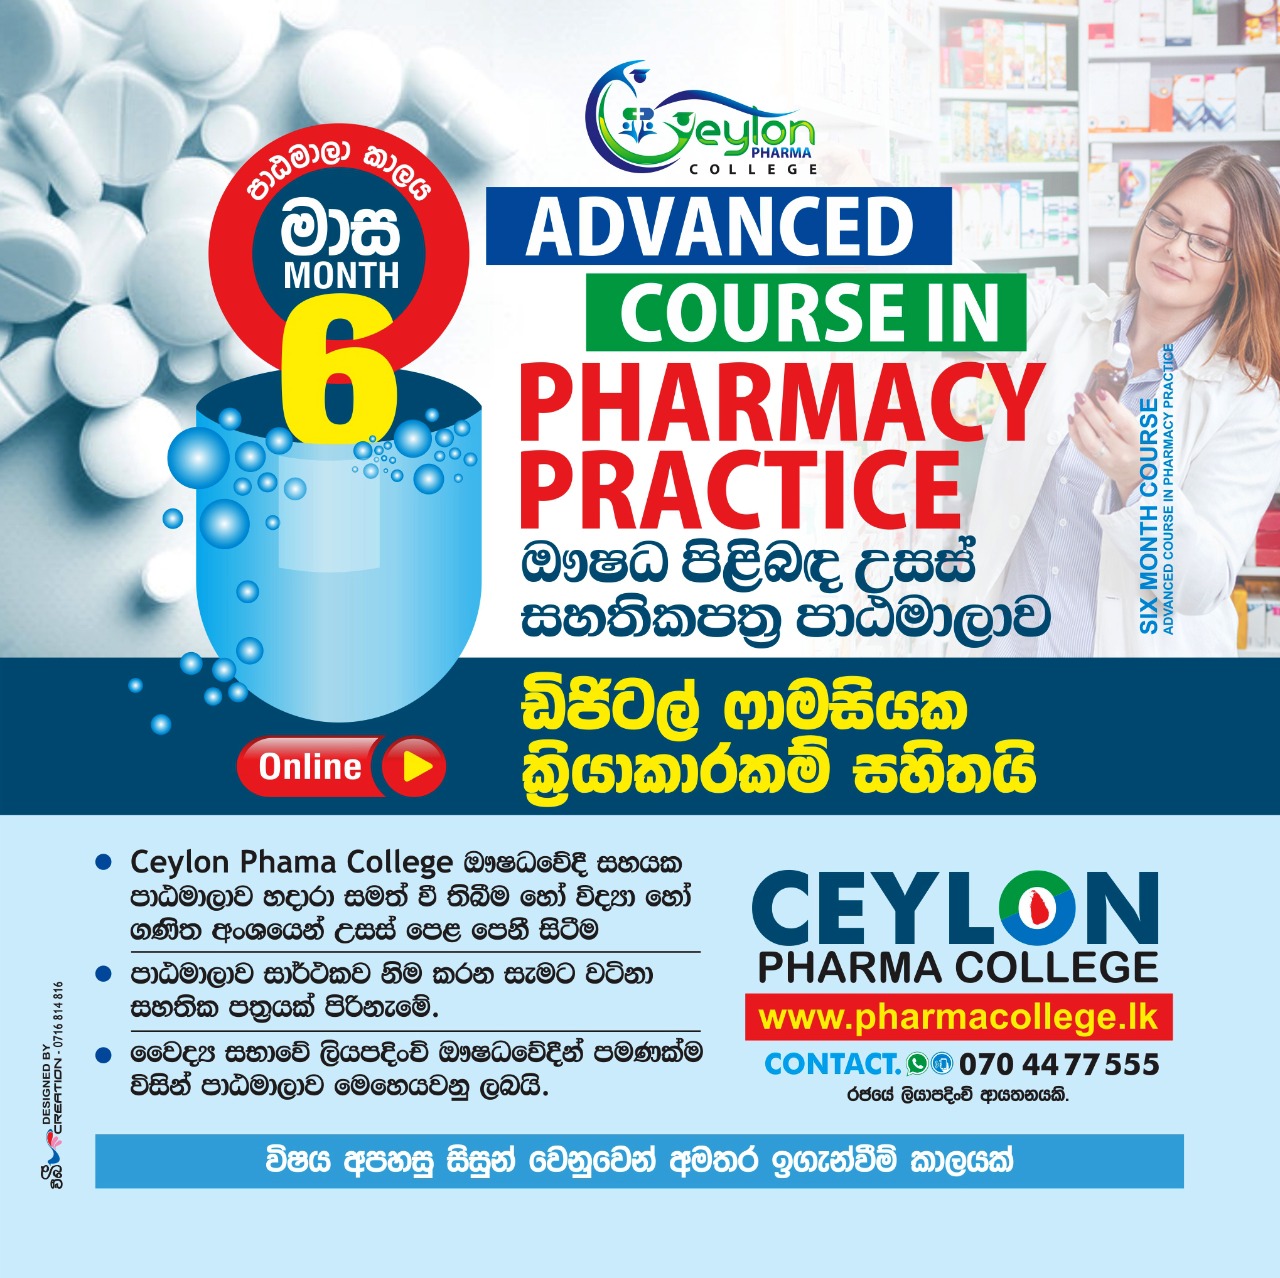 Ceylon
PHARMA
COLLEGE
පාඨමාලා කාලය
මාස
MONTH
6
ADVANCED
COURSE IN
PHARMACY
PRACTICE
ඖෂධ පිළිබඳ උසස්
සහතිකපත්‍ර පාඨමාලාව
SIX MONTH COURSE
ADVANCED COURSE IN PHARMACY PRACTICE
ඩිජිටල් ෆාමසියක
ක්‍රියාකාරකම් සහිතයි
Online
• Ceylon Phama College ඖෂධවේදී සහයක
පාඨමාලාව හදාරා සමත් වී තිබීම හෝ විද්‍යා හෝ
ගණිත අංශයෙන් උසස් පෙළ පෙනී සිටීම
• පාඨමාලාව සාර්ථකව නිම කරන සැමට වටිනා
සහතික පත්‍රයක් පිරිනැමේ.
• වෛද්‍ය සභාවේ ලියපදිංචි ඖෂධවේදීන් පමණක්ම
විසින් පාඨමාලාව මෙහෙයවනු ලබයි.
CEYLON
PHARMA COLLEGE
www.pharmacollege.lk
CONTACT. 070 44 77 555
රජයේ ලියාපදිංචි ආයතනයකි.
විෂය අපහසු සිසුන් වෙනුවෙන් අමතර ඉගැන්වීම් කාලයක්
DESIGNED BY
CREATION - 0716 814 816